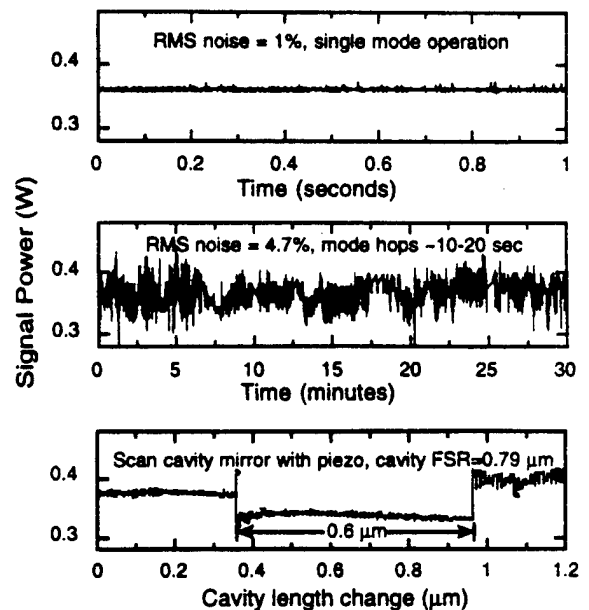 Signal Power (W)
RMS noise = 1%, single mode operation
0.4
0.3
0 0.2 0.4 0.6 0.8 1
Time (seconds)
RMS noise = 4.7%, mode hops ~10-20 sec
0.4
0.3
0 5 10 15 20 25 30
Time (minutes)
Scan cavity mirror with piezo, cavity FSR=0.79 μm
0.4
0.3
0.6 μm
0 0.2 0.4 0.6 0.8 1 1.2
Cavity length change (μm)